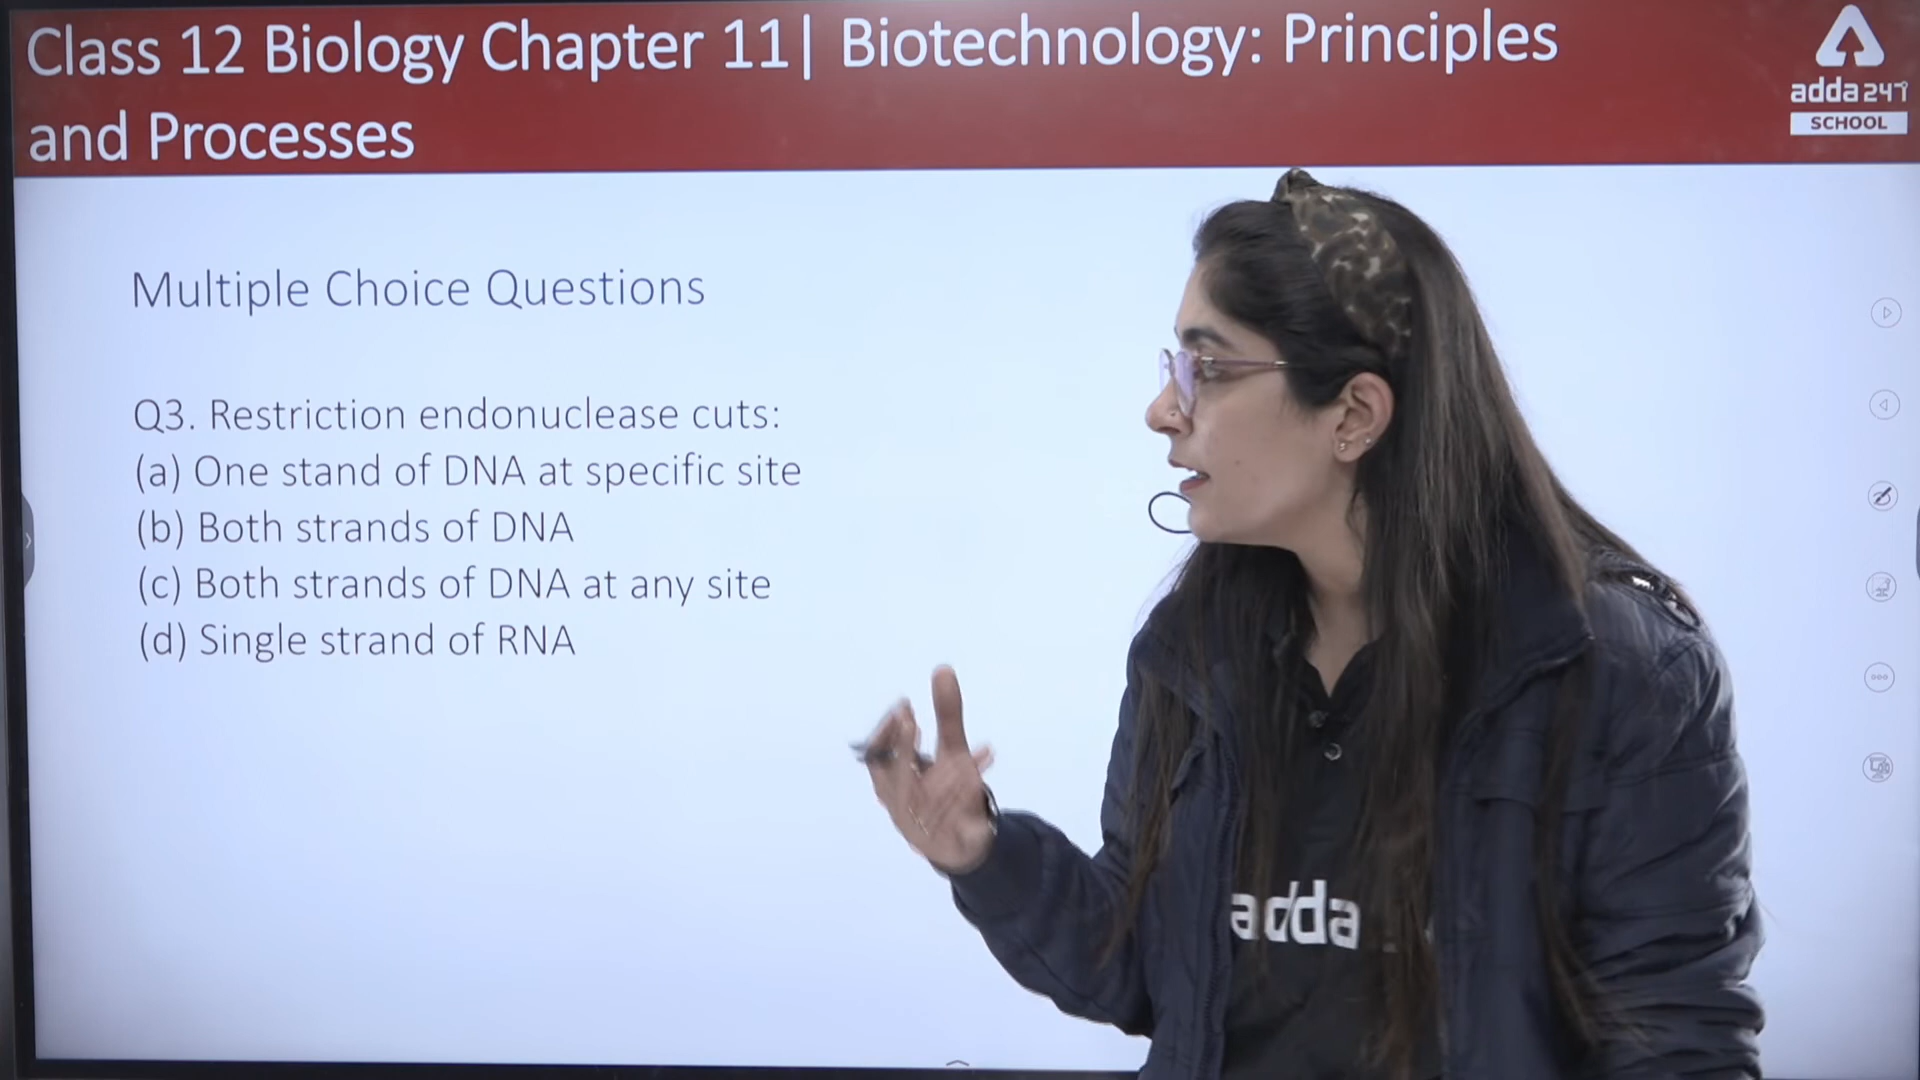 Class 12 Biology Chapter 11| Biotechnology: Principles
and Processes
adda247
SCHOOL
Multiple Choice Questions
Q3. Restriction endonuclease cuts:
(a) One stand of DNA at specific site
(b) Both strands of DNA
(c) Both strands of DNA at any site
(d) Single strand of RNA
adda